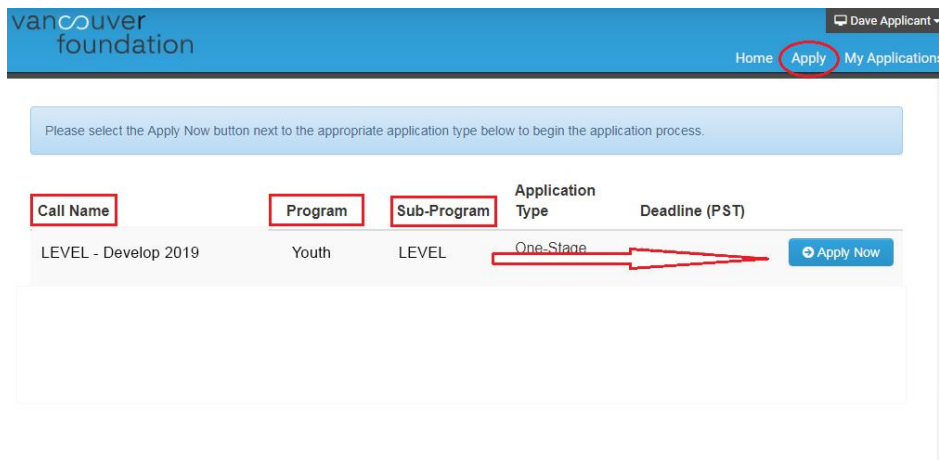 vancouver
foundation
Dave Applicant
Home Apply My Applications
Please select the Apply Now button next to the appropriate application type below to begin the application process.
Call Name Program Sub-Program Application Type Deadline (PST)
LEVEL - Develop 2019 Youth LEVEL One-Stage Apply Now